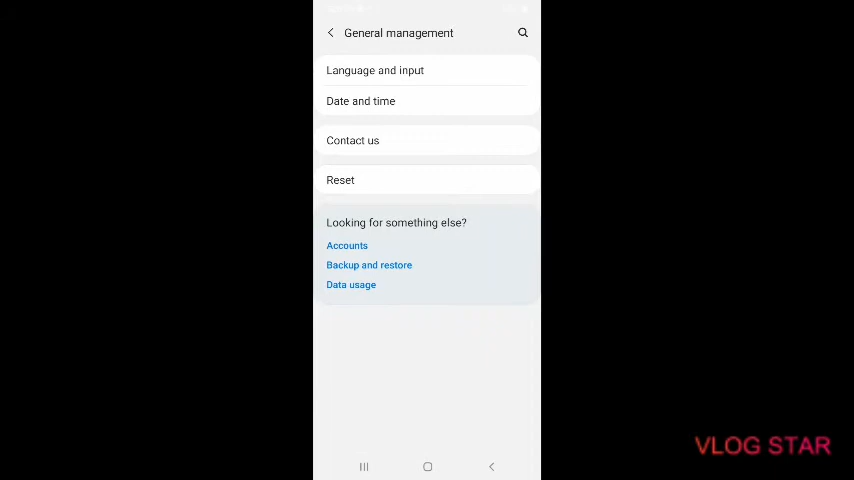 General management
Language and input
Date and time
Contact us
Reset
Looking for something else?
Accounts
Backup and restore
Data usage
VLOG STAR